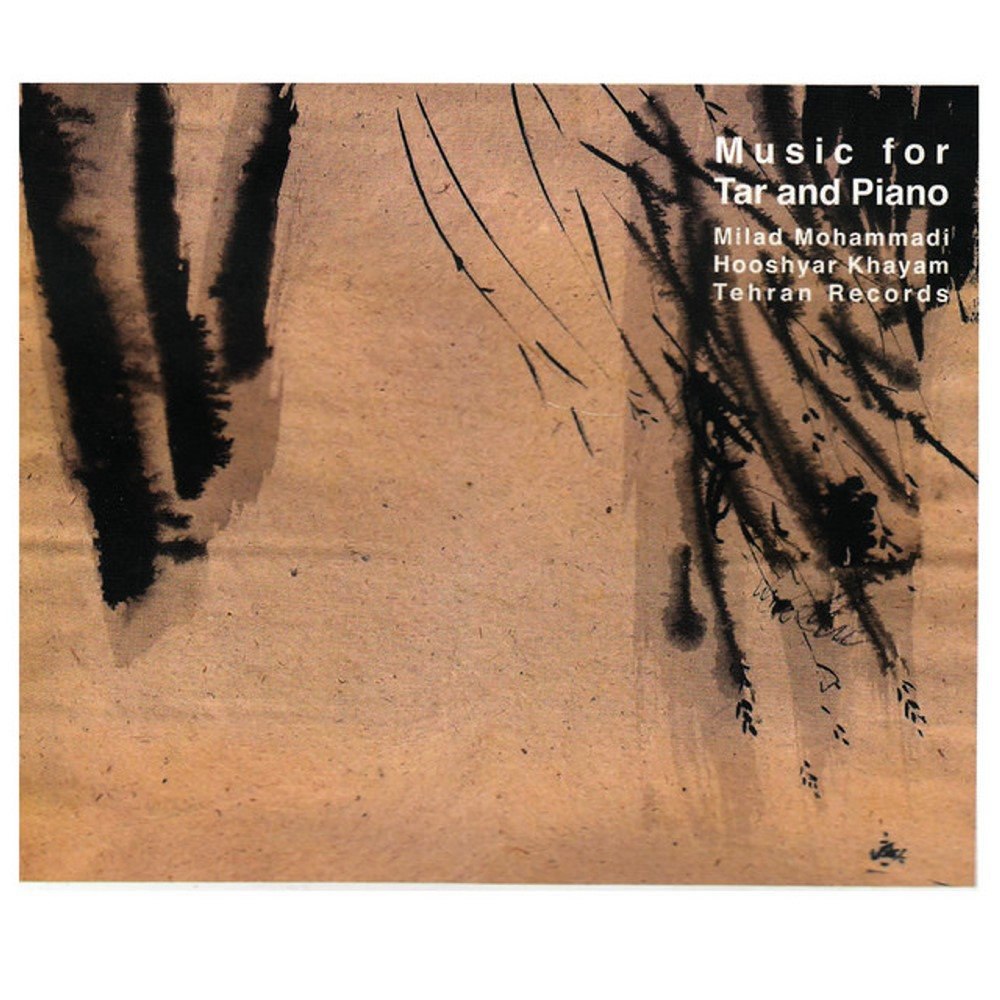 Music for
Tar and Piano
Milad Mohammadi
Hooshyar Khayam
Tehran Records